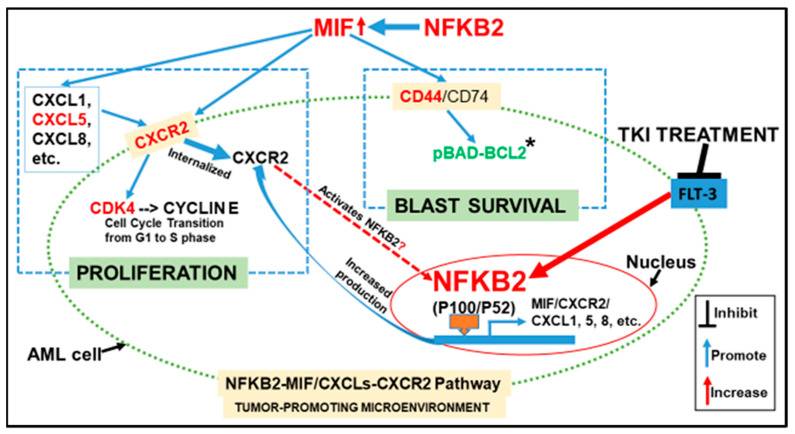 MIF NFKB2
CXCL1,
CXCL5,
CXCL8,
etc.
CXCR2
Internalized
CXCR2
CDK4 --> CYCLIN E
Cell Cycle Transition
from G1 to S phase
PROLIFERATION
CD44/CD74
pBAD-BCL2*
BLAST SURVIVAL
TKI TREATMENT
FLT-3
Activates NFKB2?
Increased
production
NFKB2
(P100/P52)
MIF/CXCR2/
CXCL1, 5, 8, etc.
Nucleus
AML cell
NFKB2-MIF/CXCLs-CXCR2 Pathway
TUMOR-PROMOTING MICROENVIRONMENT
Inhibit
Promote
Increase